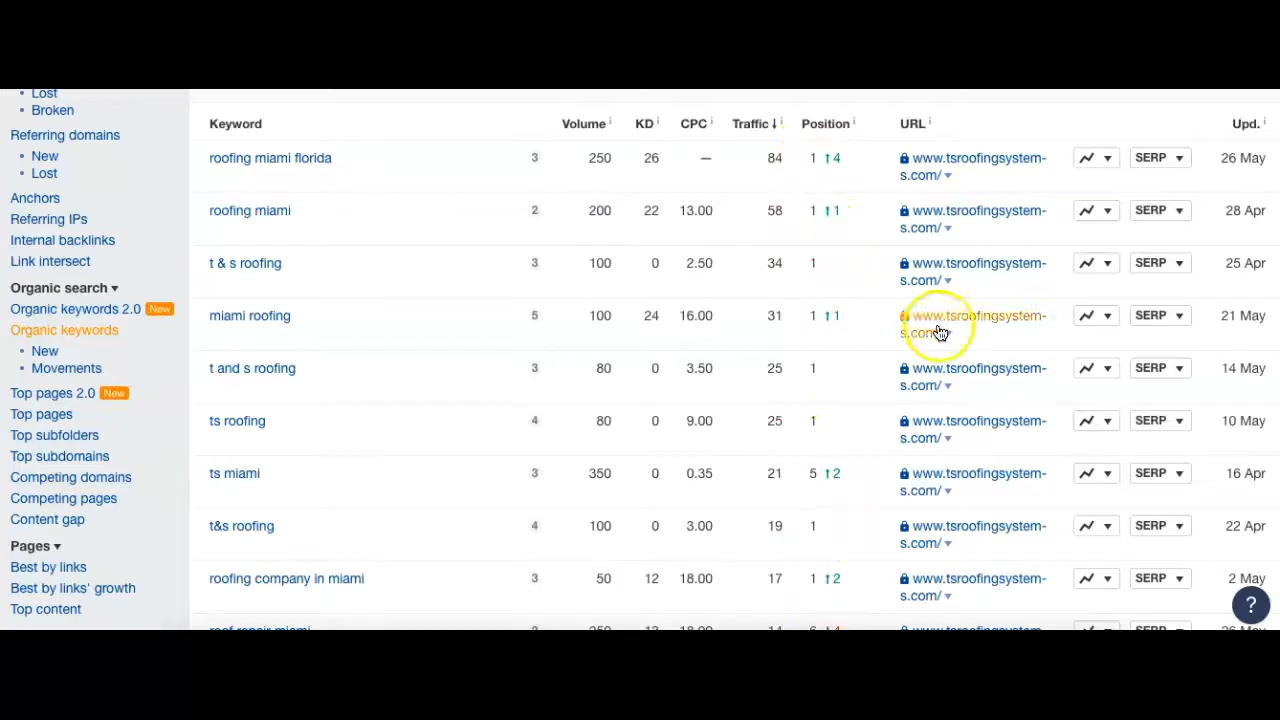 Lost
• Broken
Referring domains
• New
• Lost
Anchors
Referring IPs
Internal backlinks
Link intersect
Organic search
Organic keywords 2.0 New
Organic keywords
• New
• Movements
Top pages 2.0 New
Top pages
Top subfolders
Top subdomains
Competing domains
Competing pages
Content gap
Pages
Best by links
Best by links' growth
Top content
Keyword Volume i KD i CPC i Traffic ↓ i Position i URL i Upd. i
roofing miami florida 3 250 26 — 84 1 ↑4 www.tsroofingsystem- SERP 26 May
s.com/
roofing miami 2 200 22 13.00 58 1 ↑1 www.tsroofingsystem- SERP 28 Apr
s.com/
t & s roofing 3 100 0 2.50 34 1 www.tsroofingsystem- SERP 25 Apr
s.com/
miami roofing 5 100 24 16.00 31 1 ↑1 www.tsroofingsystem- SERP 21 May
s.com/
t and s roofing 3 80 0 3.50 25 1 www.tsroofingsystem- SERP 14 May
s.com/
ts roofing 4 80 0 9.00 25 1 www.tsroofingsystem- SERP 10 May
s.com/
ts miami 3 350 0 0.35 21 5 ↑2 www.tsroofingsystem- SERP 16 Apr
s.com/
t&s roofing 4 100 0 3.00 19 1 www.tsroofingsystem- SERP 22 Apr
s.com/
roofing company in miami 3 50 12 18.00 17 1 ↑2 www.tsroofingsystem- SERP 2 May
s.com/
roof repair miami
?